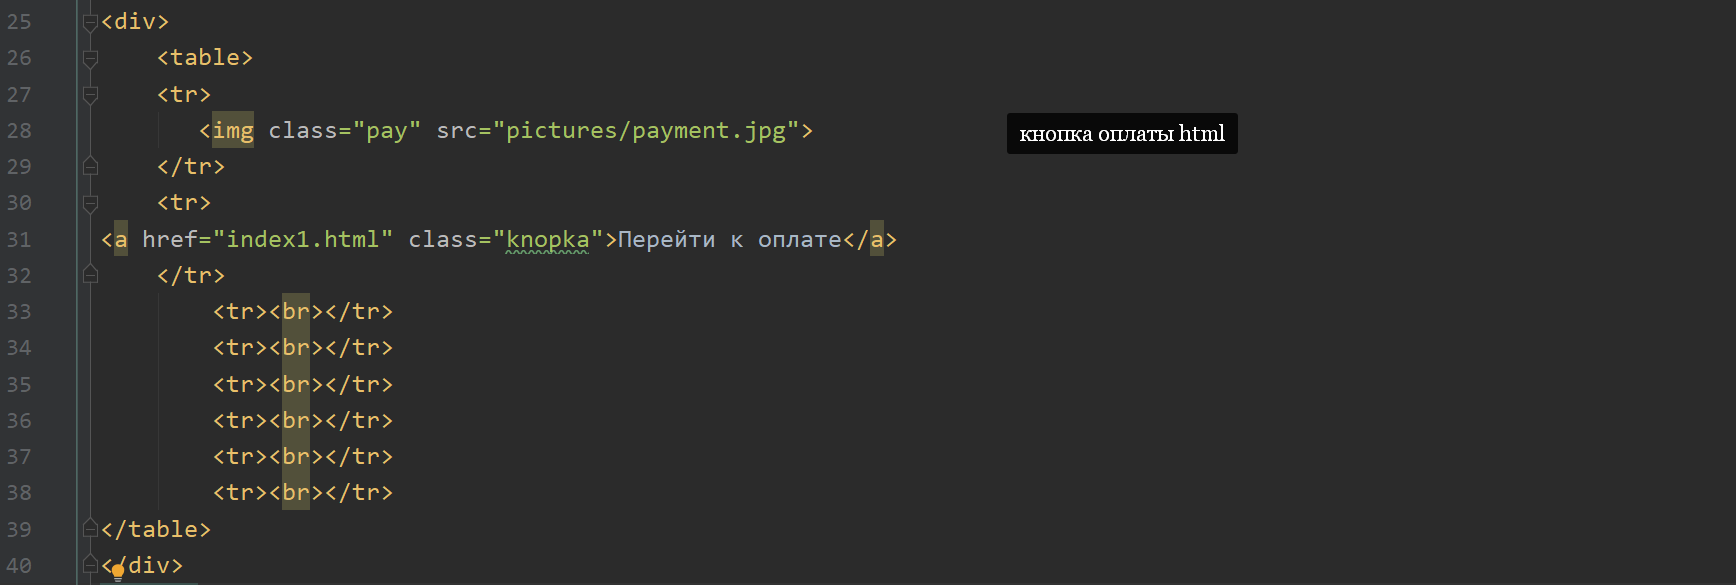 25 <div>
26 <table>
27 <tr>
28 <img class="pay" src="pictures/payment.jpg">
кнопка оплаты html
29 </tr>
30 <tr>
31 <a href="index1.html" class="knopka">Перейти к оплате</a>
32 </tr>
33 <tr><br></tr>
34 <tr><br></tr>
35 <tr><br></tr>
36 <tr><br></tr>
37 <tr><br></tr>
38 <tr><br></tr>
39 </table>
40 </div>